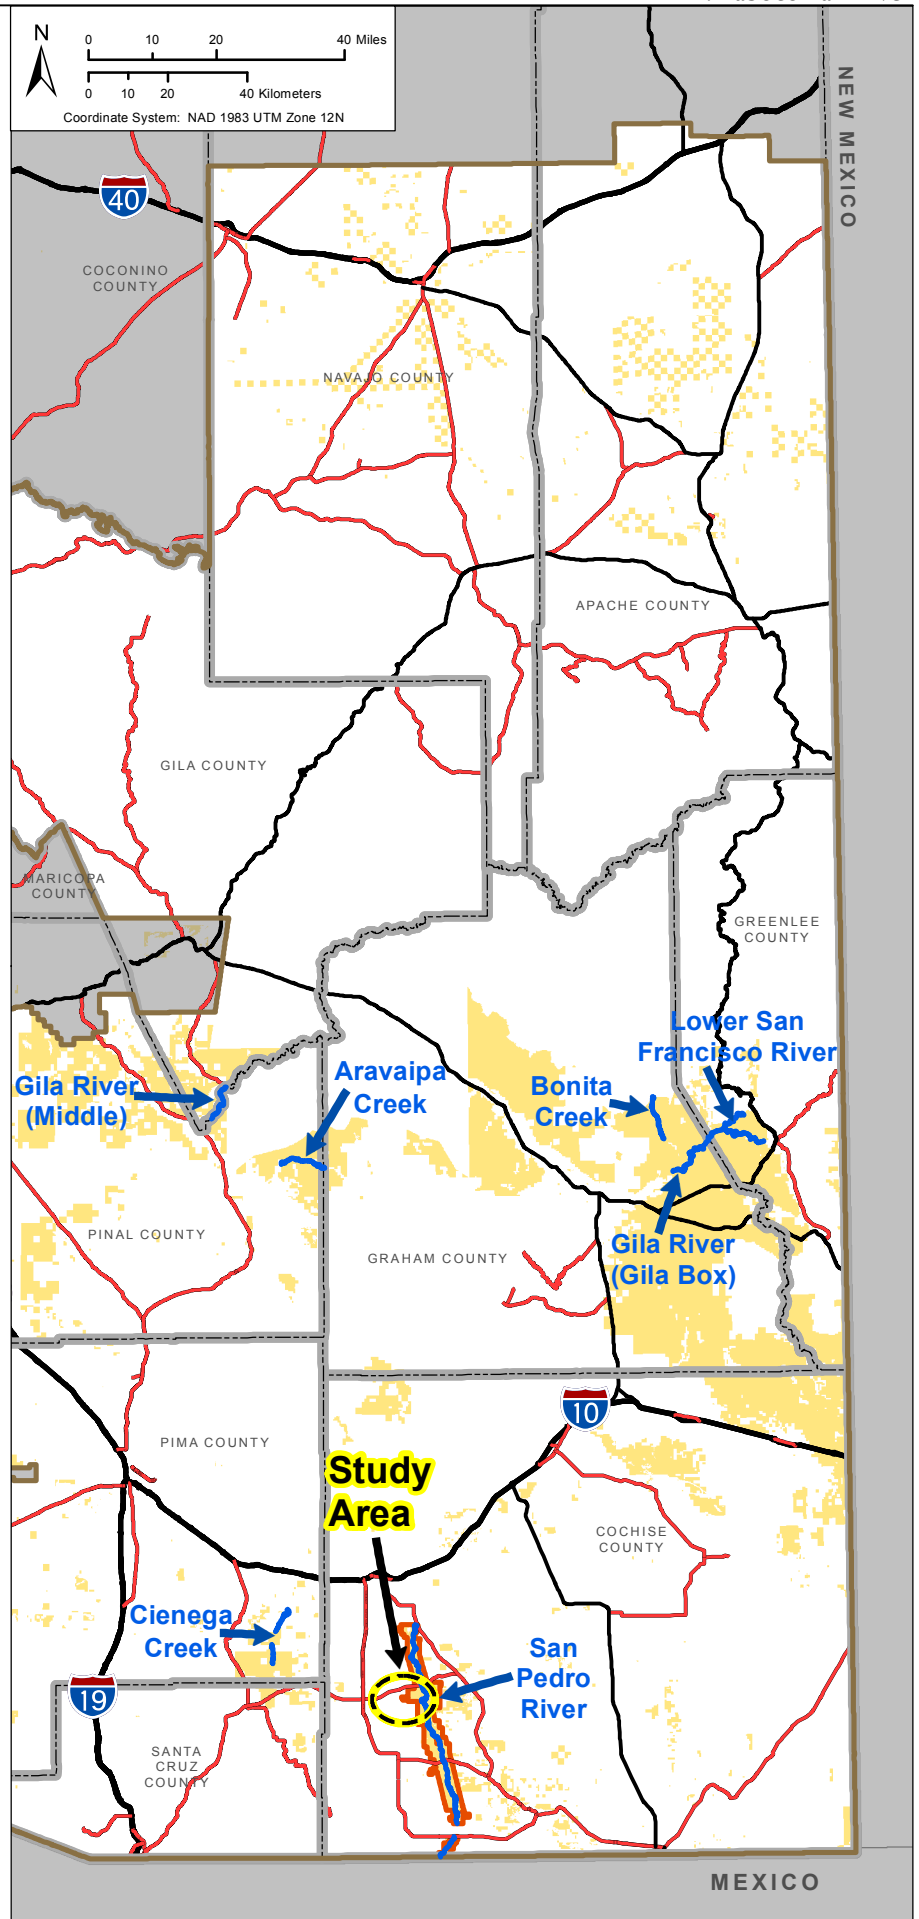 N
0 10 20 40 Miles
0 10 20 40 Kilometers
Coordinate System: NAD 1983 UTM Zone 12N
NEW MEXICO
40
COCONINO
COUNTY
NAVAJO COUNTY
APACHE COUNTY
GILA COUNTY
MARICOPA
COUNTY
GREENLEE
COUNTY
Lower San
Francisco River
Gila River
(Middle)
Aravaipa
Creek
Bonita
Creek
PINAL COUNTY
GRAHAM COUNTY
Gila River
(Gila Box)
10
PIMA COUNTY
Study
Area
COCHISE
COUNTY
Cienega
Creek
San
Pedro
River
19
SANTA
CRUZ
COUNTY
MEXICO